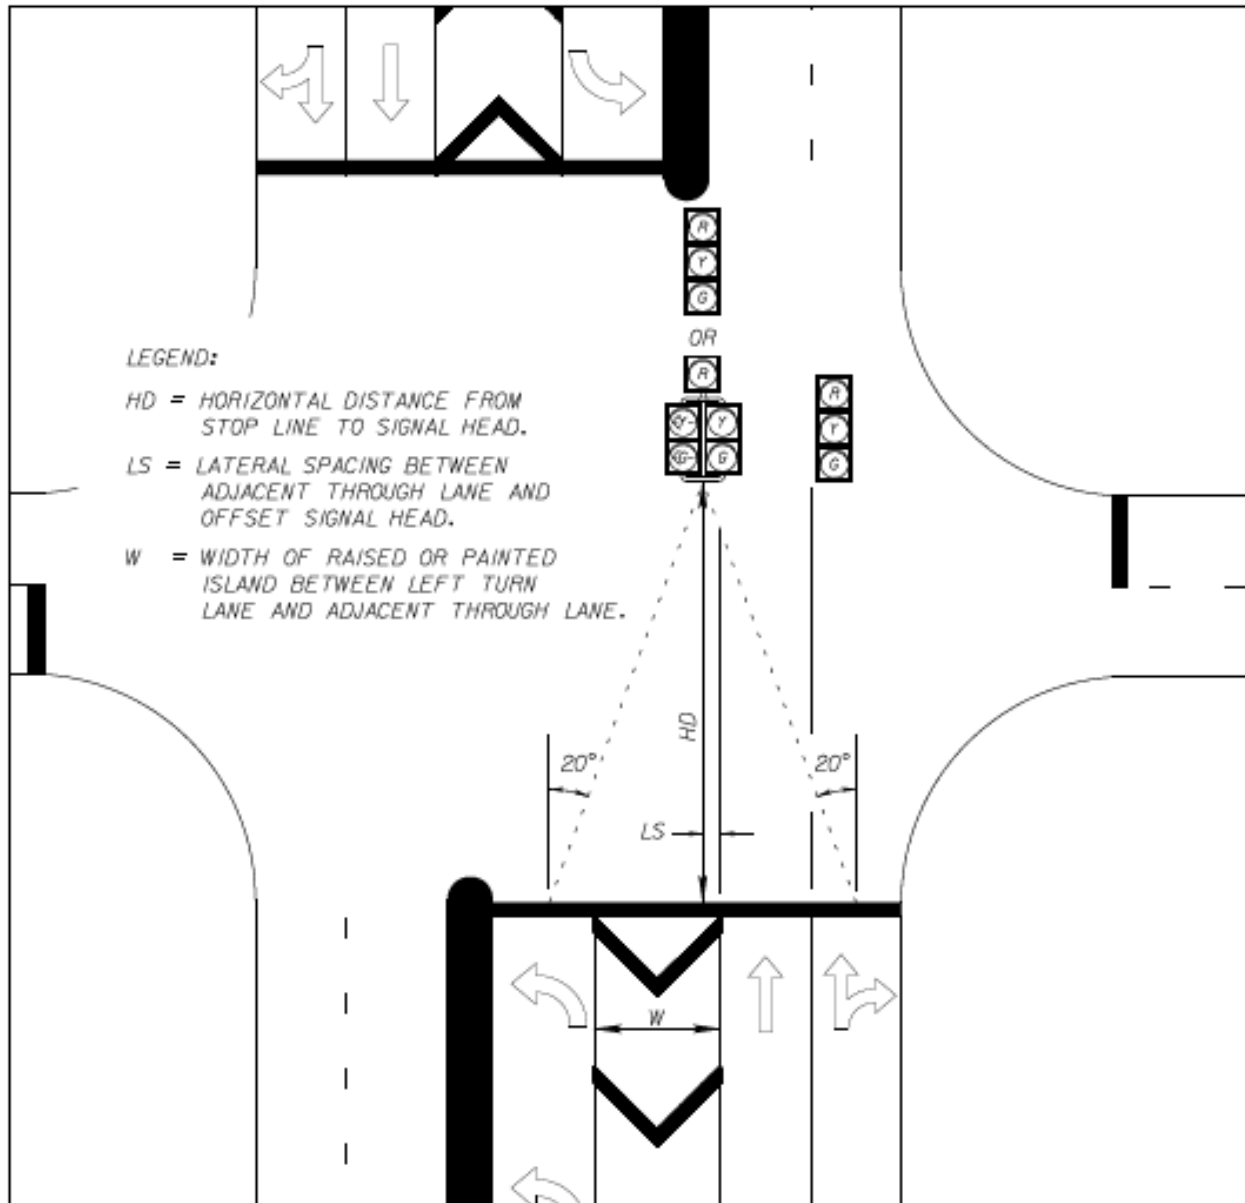 R
Y
G
OR
R
Y
G
G
R
Y
G
LEGEND:
HD = HORIZONTAL DISTANCE FROM
STOP LINE TO SIGNAL HEAD.
LS = LATERAL SPACING BETWEEN
ADJACENT THROUGH LANE AND
OFFSET SIGNAL HEAD.
W = WIDTH OF RAISED OR PAINTED
ISLAND BETWEEN LEFT TURN
LANE AND ADJACENT THROUGH LANE.
HD
20°
20°
LS
W